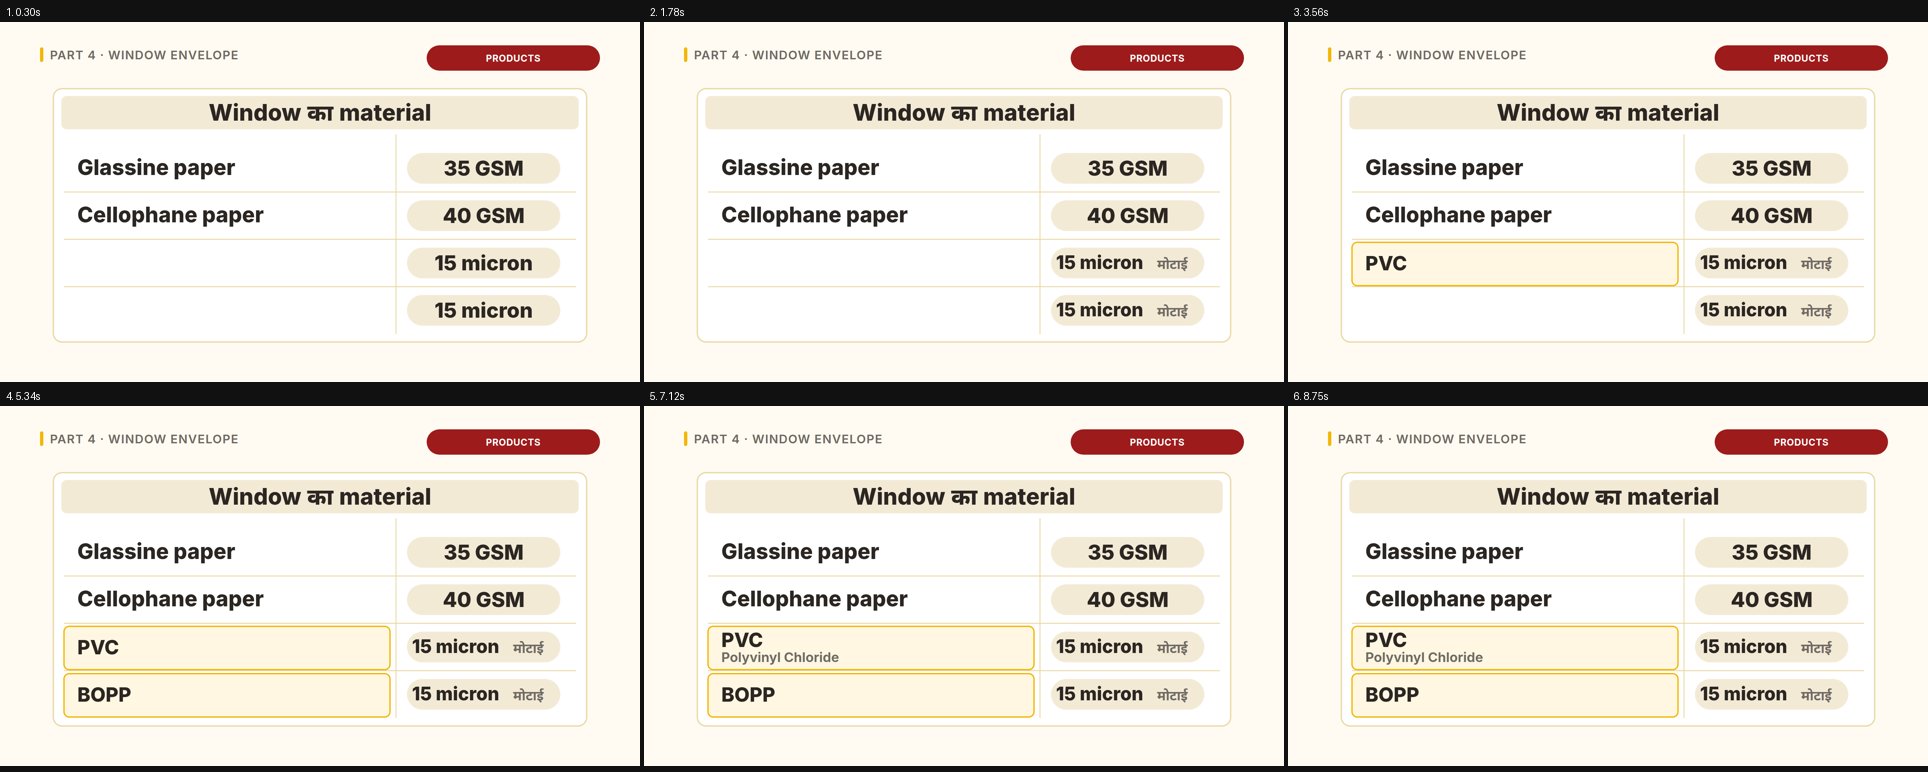 1. 0.30s
PART 4 · WINDOW ENVELOPE
PRODUCTS
Window का material
Glassine paper 35 GSM
Cellophane paper 40 GSM
15 micron
15 micron
2. 1.78s
PART 4 · WINDOW ENVELOPE
PRODUCTS
Window का material
Glassine paper 35 GSM
Cellophane paper 40 GSM
15 micron मोटाई
15 micron मोटाई
3. 3.56s
PART 4 · WINDOW ENVELOPE
PRODUCTS
Window का material
Glassine paper 35 GSM
Cellophane paper 40 GSM
PVC 15 micron मोटाई
15 micron मोटाई
4. 5.34s
PART 4 · WINDOW ENVELOPE
PRODUCTS
Window का material
Glassine paper 35 GSM
Cellophane paper 40 GSM
PVC 15 micron मोटाई
BOPP 15 micron मोटाई
5. 7.12s
PART 4 · WINDOW ENVELOPE
PRODUCTS
Window का material
Glassine paper 35 GSM
Cellophane paper 40 GSM
PVC 15 micron मोटाई
Polyvinyl Chloride
BOPP 15 micron मोटाई
6. 8.75s
PART 4 · WINDOW ENVELOPE
PRODUCTS
Window का material
Glassine paper 35 GSM
Cellophane paper 40 GSM
PVC 15 micron मोटाई
Polyvinyl Chloride
BOPP 15 micron मोटाई